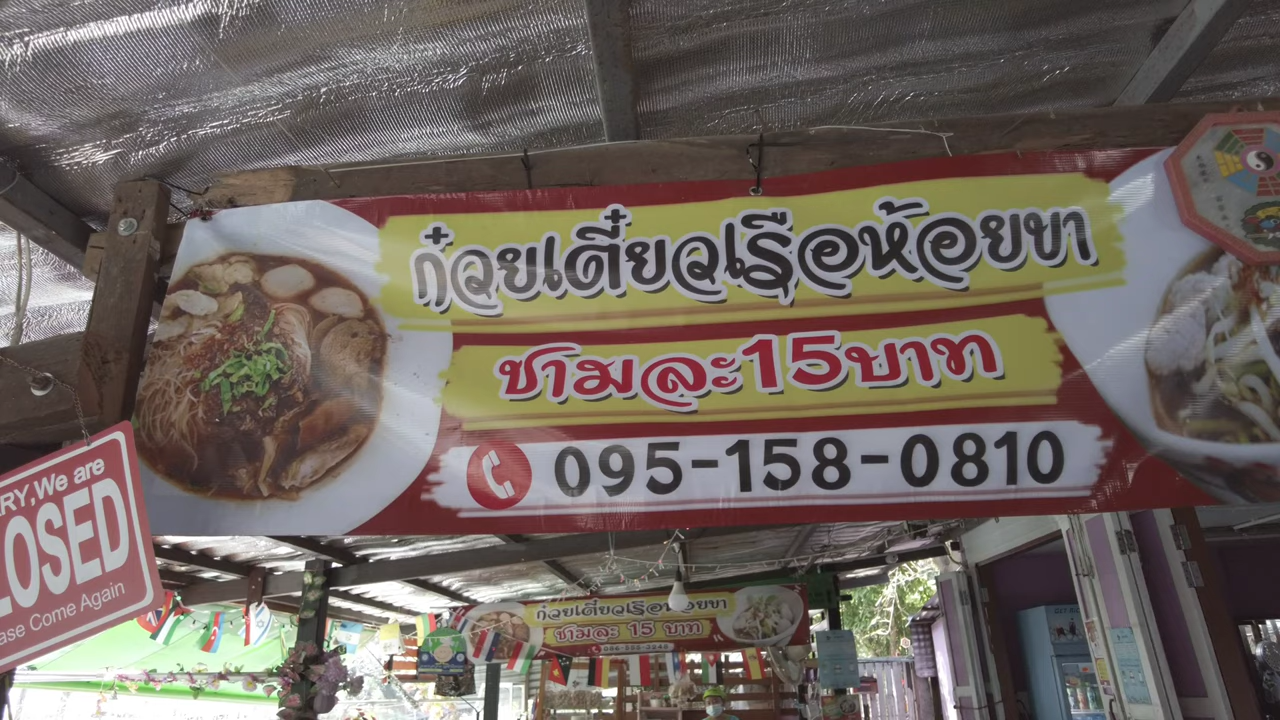 ก๋วยเตี๋ยวเรือห้อยขา
ชามละ15บาท
095-158-0810
RY,We are
LOSED
ase Come Again
ก๋วยเตี๋ยวเรือห้อยขา
ชามละ 15 บาท